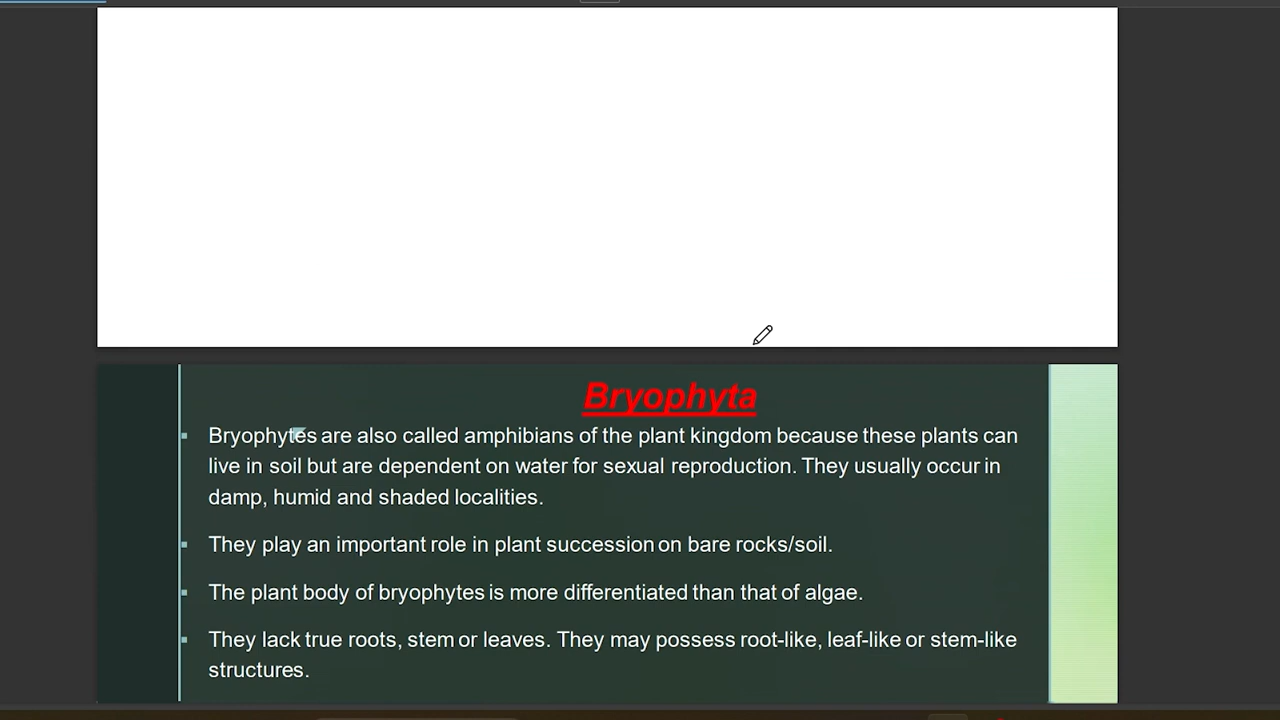 Bryophyta
Bryophytes are also called amphibians of the plant kingdom because these plants can
live in soil but are dependent on water for sexual reproduction. They usually occur in
damp, humid and shaded localities.
They play an important role in plant succession on bare rocks/soil.
The plant body of bryophytes is more differentiated than that of algae.
They lack true roots, stem or leaves. They may possess root-like, leaf-like or stem-like
structures.